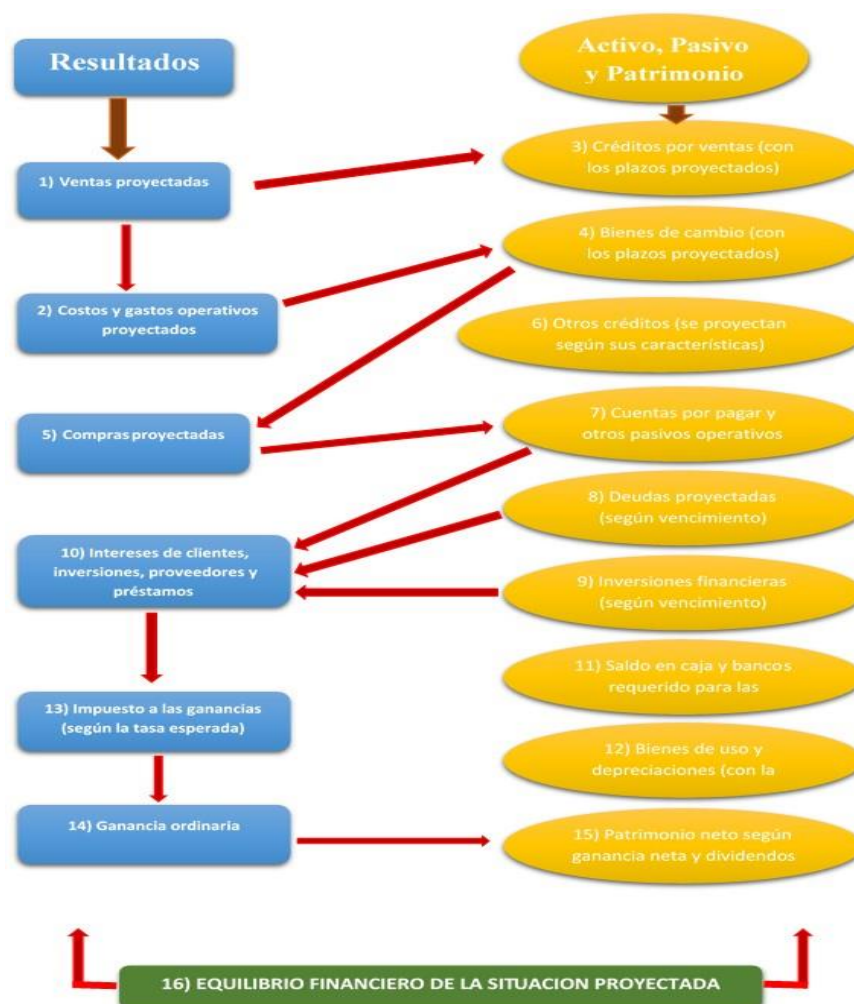 Resultados
Activo, Pasivo
y Patrimonio
1) Ventas proyectadas
3) Créditos por ventas (con
los plazos proyectados)
2) Costos y gastos operativos
proyectados
4) Bienes de cambio (con
los plazos proyectados)
6) Otros créditos (se proyectan
según sus características)
5) Compras proyectadas
7) Cuentas por pagar y
otros pasivos operativos
8) Deudas proyectadas
(según vencimiento)
10) Intereses de clientes,
inversiones, proveedores y
préstamos
9) Inversiones financieras
(según vencimiento)
11) Saldo en caja y bancos
requerido para las
13) Impuesto a las ganancias
(según la tasa esperada)
12) Bienes de uso y
depreciaciones (con la
14) Ganancia ordinaria
15) Patrimonio neto según
ganancia neta y dividendos
16) EQUILIBRIO FINANCIERO DE LA SITUACION PROYECTADA